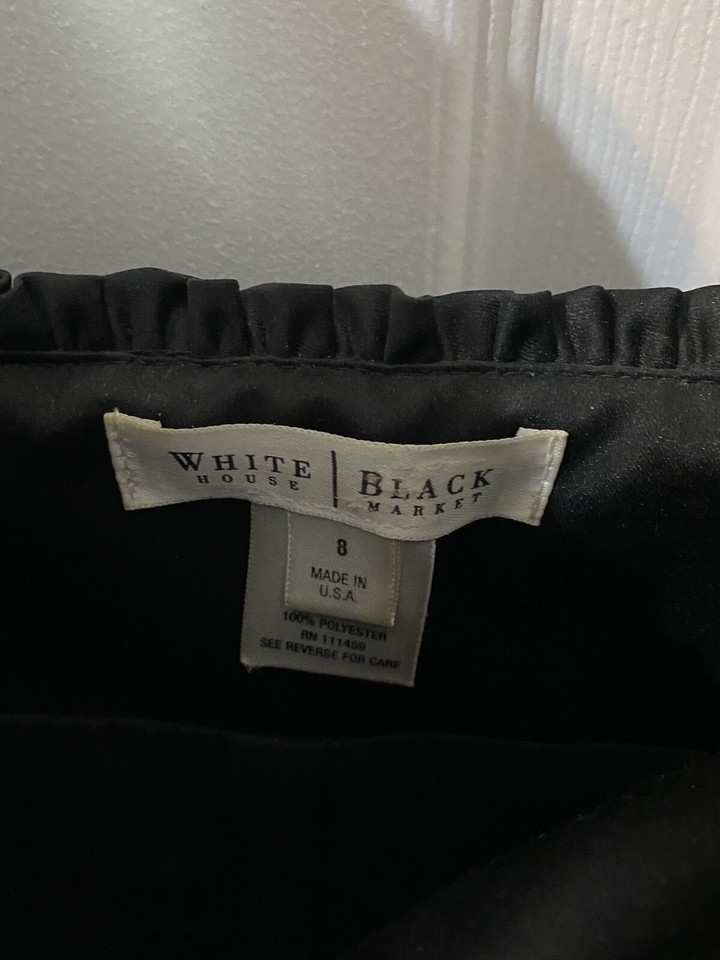 WHITE | BLACK
HOUSE MARKET
8
MADE IN
U.S.A.
100% POLYESTER
RN 111459
SEE REVERSE FOR CARE